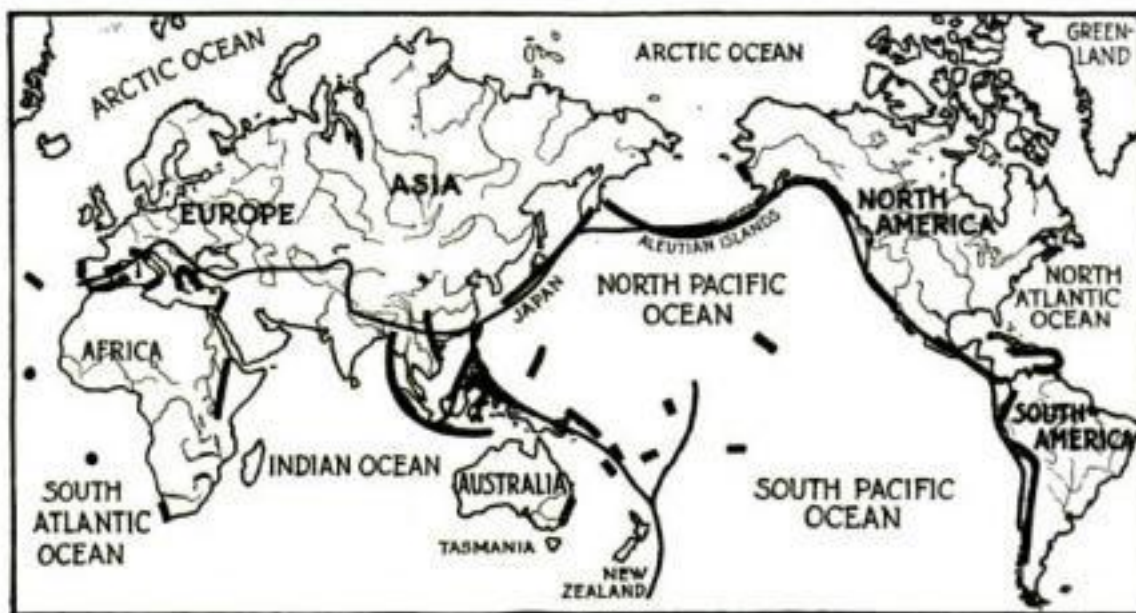 ARCTIC OCEAN
ARCTIC OCEAN
GREEN-
LAND
ASIA
EUROPE
NORTH
AMERICA
ALEUTIAN ISLANDS
JAPAN
NORTH PACIFIC
OCEAN
NORTH
ATLANTIC
OCEAN
AFRICA
SOUTH
AMERICA
INDIAN OCEAN
AUSTRALIA
SOUTH
ATLANTIC
OCEAN
SOUTH PACIFIC
OCEAN
TASMANIA
NEW
ZEALAND